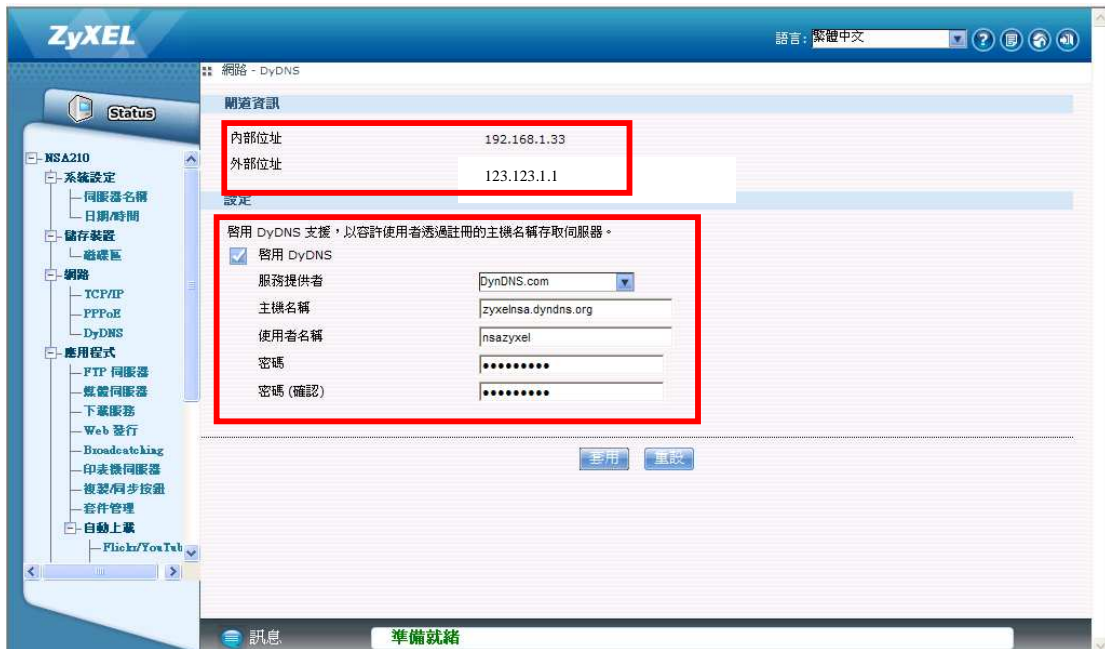 ZyXEL
語言: 繁體中文
網路 - DyDNS
Status
NSA210
系統設定
伺服器名稱
日期/時間
儲存裝置
磁碟區
網路
TCP/IP
PPPoE
DyDNS
應用程式
FTP 伺服器
媒體伺服器
下載服務
Web 發行
Broadcatching
印表機伺服器
複製/同步按鈕
套件管理
自動上載
Flickr/YouTub
閘道資訊
內部位址 192.168.1.33
外部位址 123.123.1.1
設定
啓用 DyDNS 支援，以容許使用者透過註冊的主機名稱存取伺服器。
啓用 DyDNS
服務提供者 DynDNS.com
主機名稱 zyxelnsa.dyndns.org
使用者名稱 nsazyxel
密碼 •••••••••
密碼 (確認) •••••••••
套用 重設
訊息 準備就緒